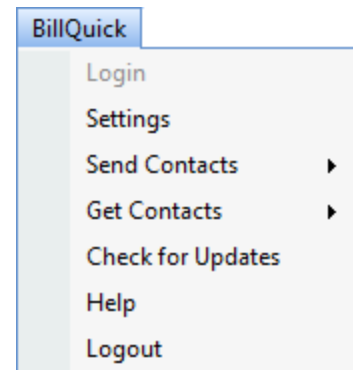 BillQuick
Login
Settings
Send Contacts
Get Contacts
Check for Updates
Help
Logout